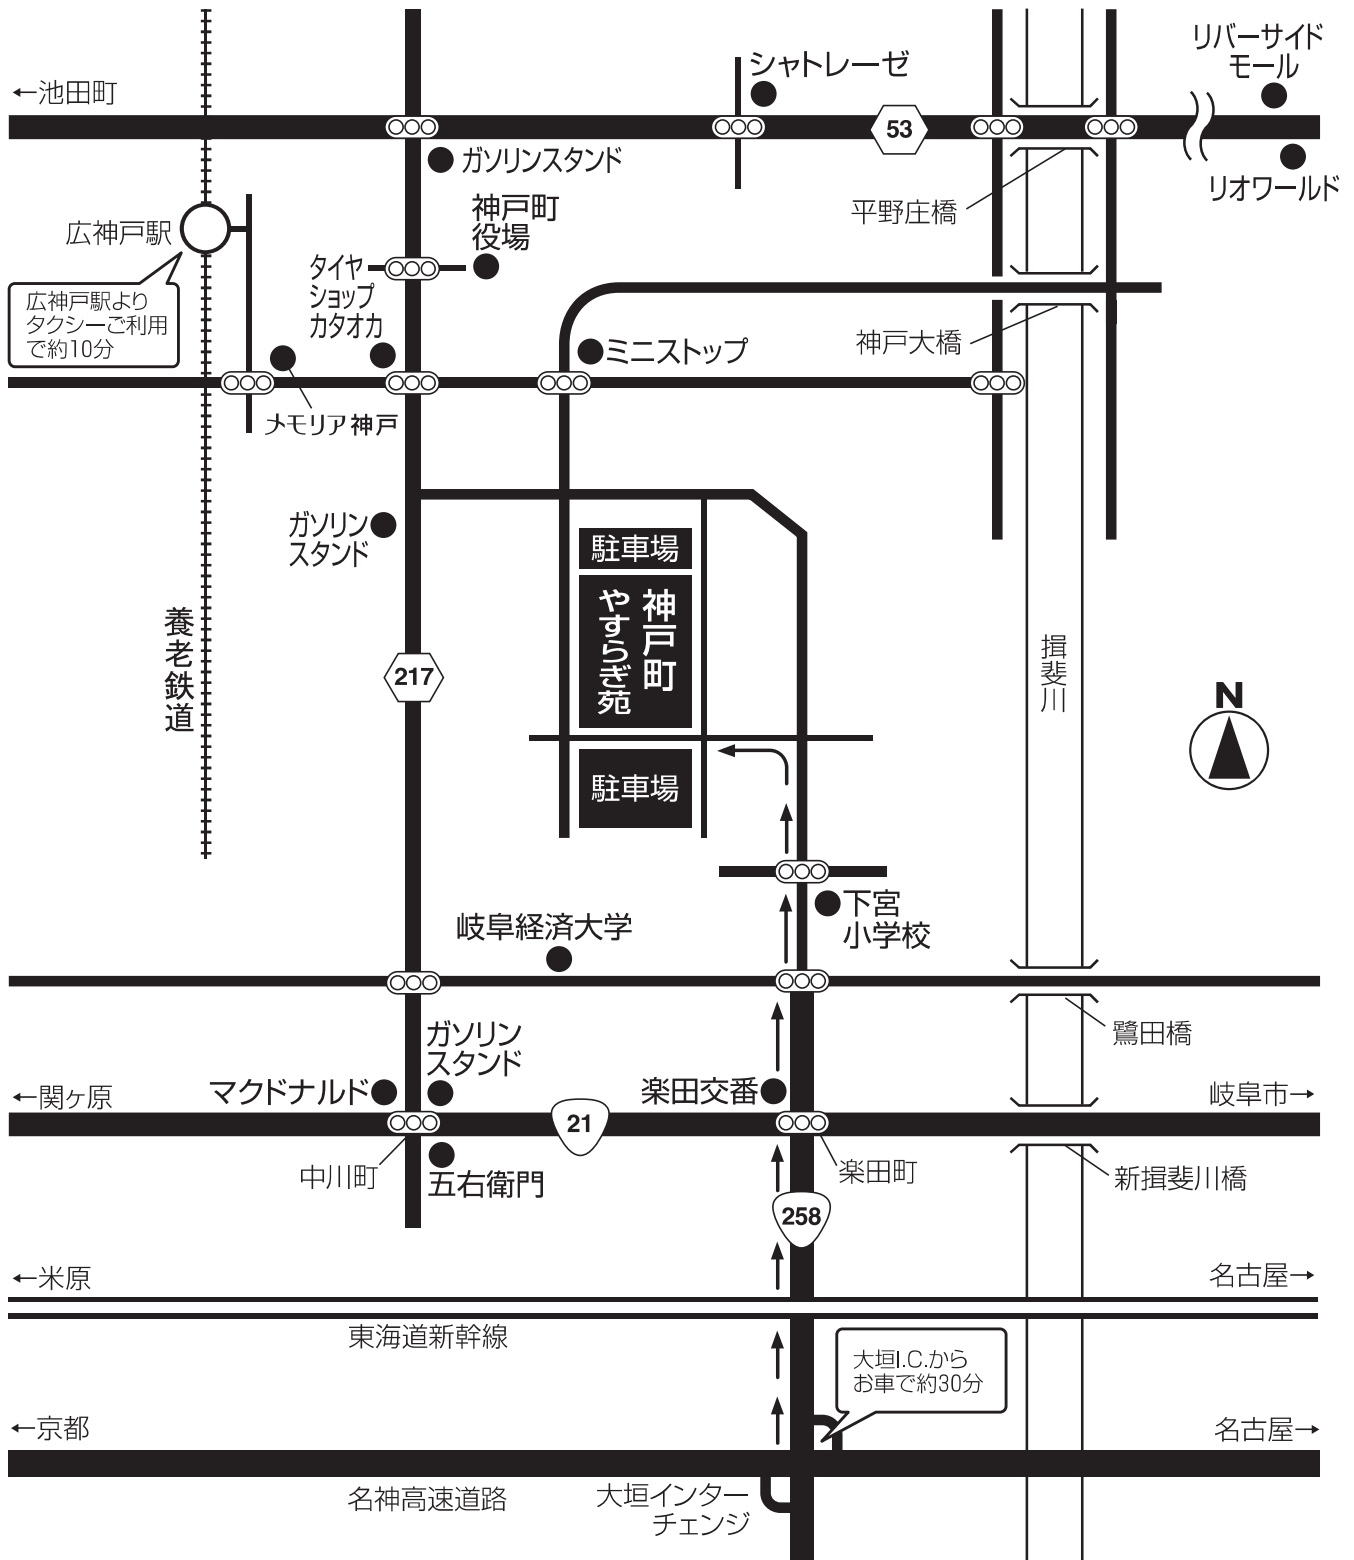 リバーサイド
モール
シャトレーゼ
←池田町
53
ガソリンスタンド
リオワールド
神戸町
役場
平野庄橋
広神戸駅
タイヤ
ショップ
カタオカ
広神戸駅より
タクシーご利用
で約10分
ミニストップ
神戸大橋
メモリア神戸
ガソリン
スタンド
駐車場
神戸町
やすらぎ苑
養老鉄道
217
揖斐川
N
駐車場
下宮
小学校
岐阜経済大学
ガソリン
スタンド
鷺田橋
マクドナルド
楽田交番
←関ヶ原
岐阜市→
21
中川町
五右衛門
楽田町
新揖斐川橋
258
←米原
名古屋→
東海道新幹線
大垣I.C.から
お車で約30分
←京都
名古屋→
名神高速道路
大垣インター
チェンジ